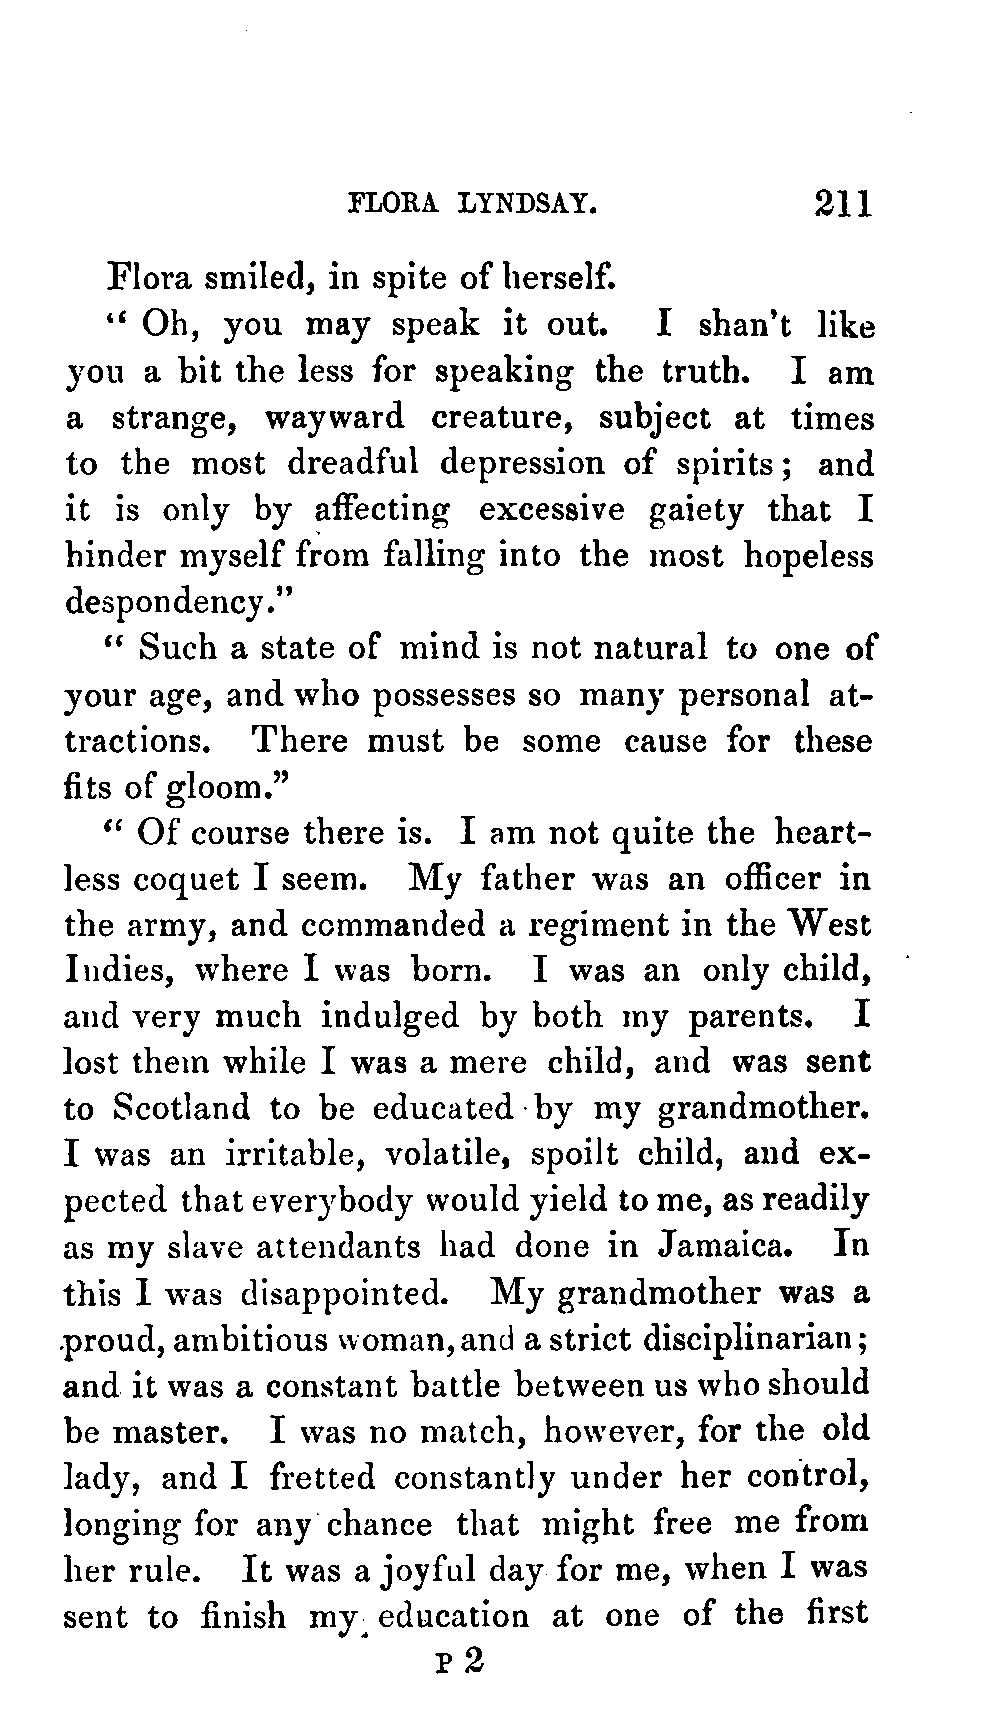 FLORA LYNDSAY. 211
Flora smiled, in spite of herself.
“ Oh, you may speak it out. I shan't like
you a bit the less for speaking the truth. I am
a strange, wayward creature, subject at times
to the most dreadful depression of spirits; and
it is only by affecting excessive gaiety that I
hinder myself from falling into the most hopeless
despondency."
“ Such a state of mind is not natural to one of
your age, and who possesses so many personal at-
tractions. There must be some cause for these
fits of gloom.”
“ Of course there is. I am not quite the heart-
less coquet I seem. My father was an officer in
the army, and commanded a regiment in the West
Indies, where I was born. I was an only child,
and very much indulged by both my parents. I
lost them while I was a mere child, and was sent
to Scotland to be educated by my grandmother.
I was an irritable, volatile, spoilt child, and ex-
pected that everybody would yield to me, as readily
as my slave attendants had done in Jamaica. In
this I was disappointed. My grandmother was a
proud, ambitious woman, and a strict disciplinarian;
and it was a constant battle between us who should
be master. I was no match, however, for the old
lady, and I fretted constantly under her control,
longing for any chance that might free me from
her rule. It was a joyful day for me, when I was
sent to finish my education at one of the first
P 2